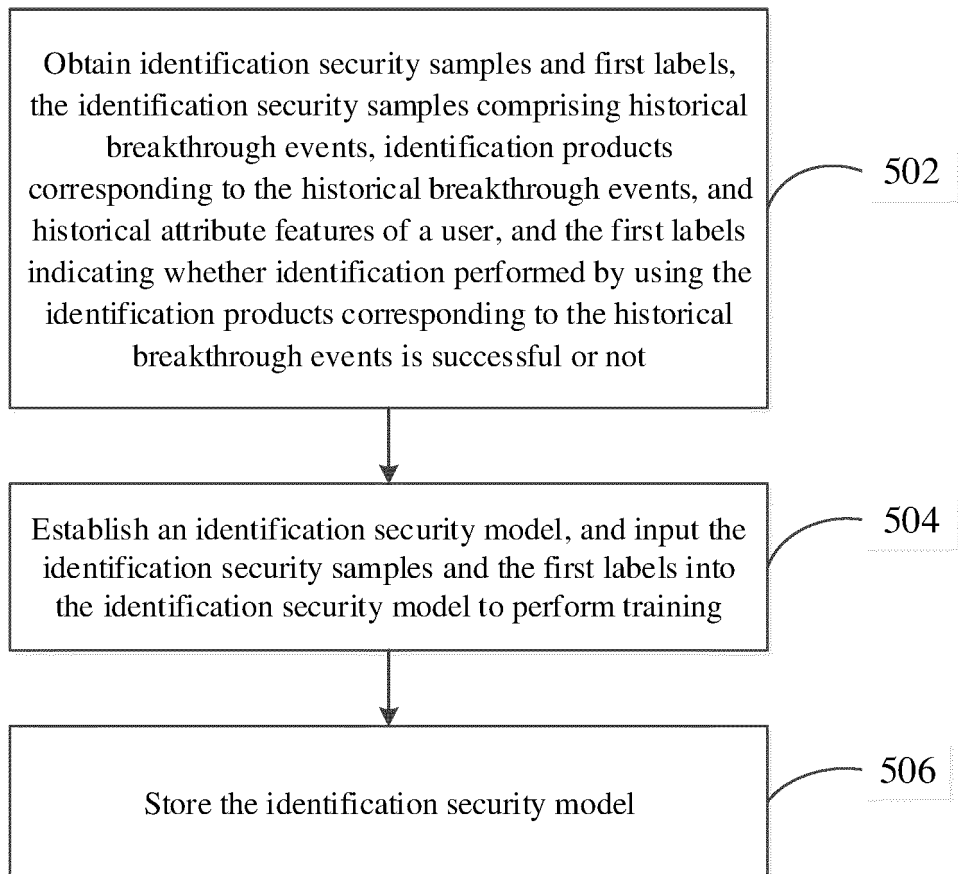 Obtain identification security samples and first labels,
the identification security samples comprising historical
breakthrough events, identification products
corresponding to the historical breakthrough events, and
historical attribute features of a user, and the first labels
indicating whether identification performed by using the
identification products corresponding to the historical
breakthrough events is successful or not
502
Establish an identification security model, and input the
identification security samples and the first labels into
the identification security model to perform training
504
Store the identification security model
506